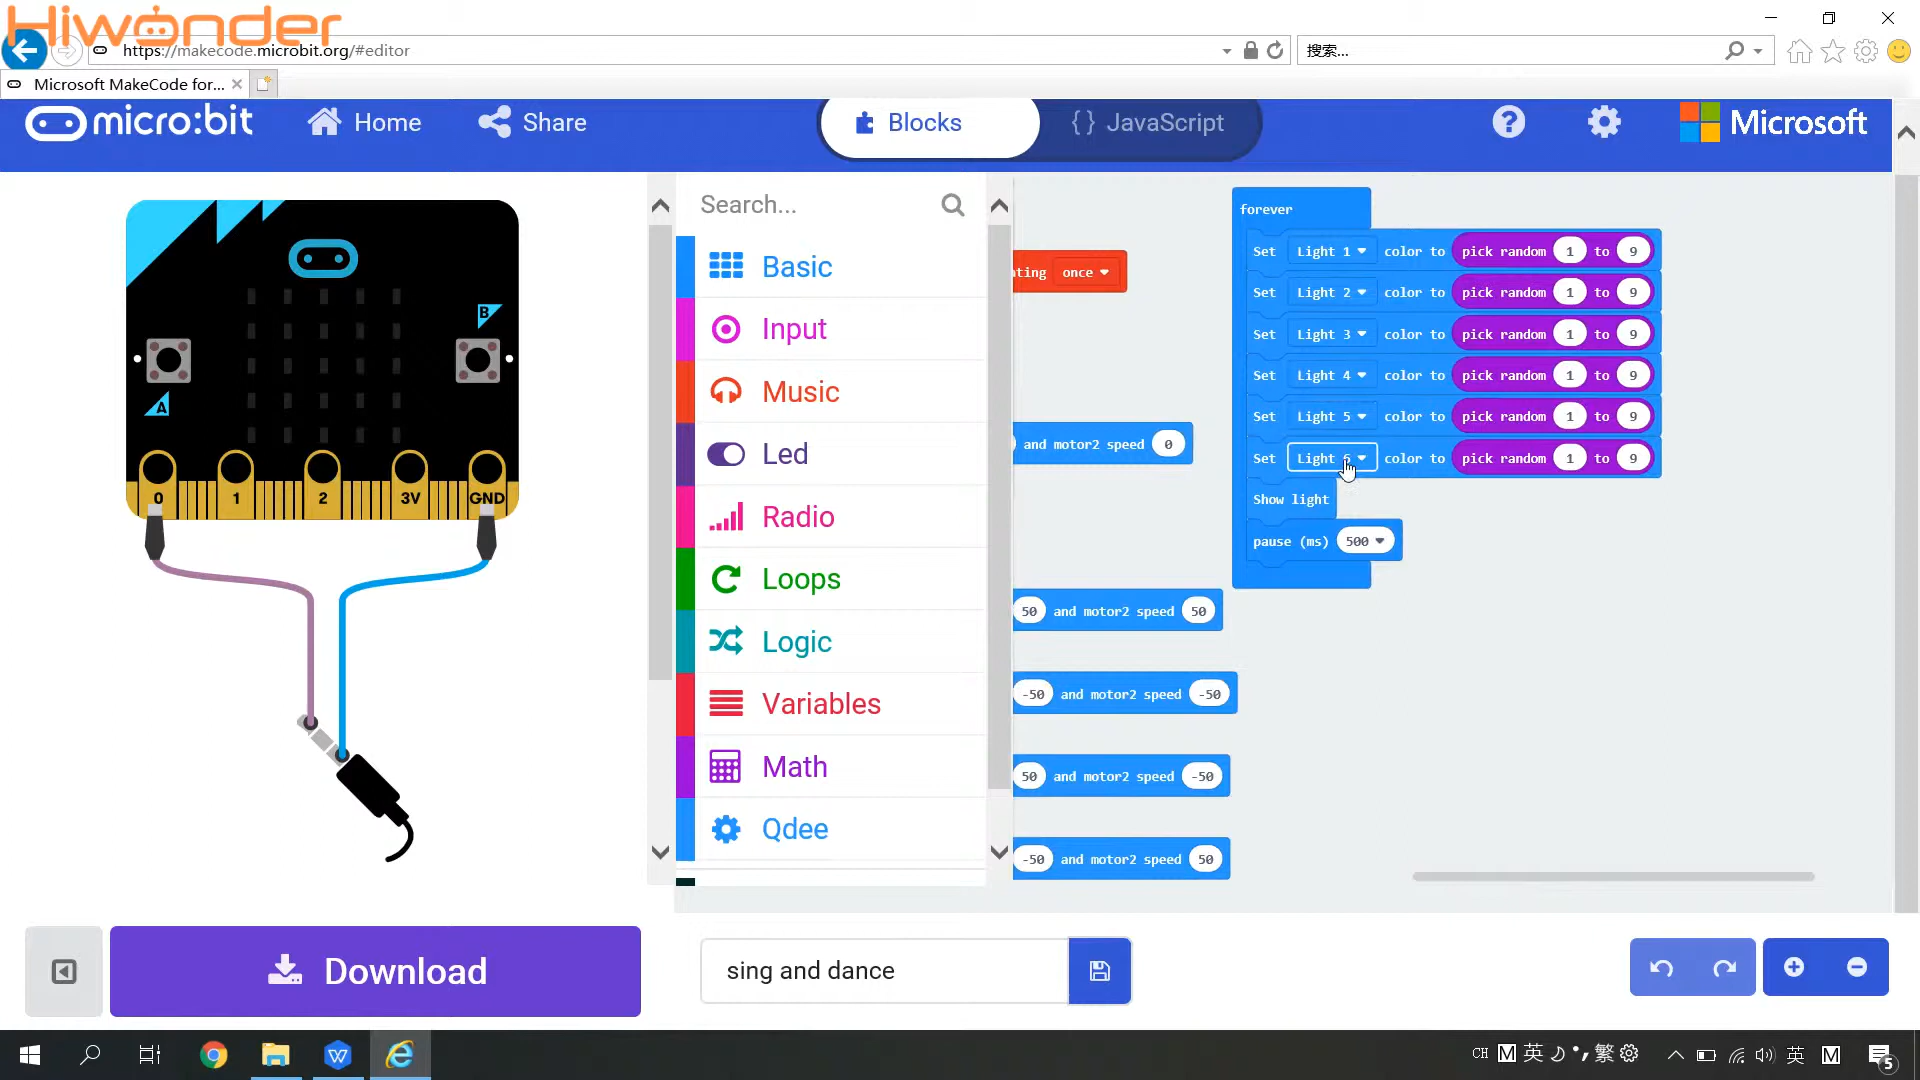 Hiwonder
https://makecode.microbit.org/#editor
搜索...
Microsoft MakeCode for...
micro:bit
Home
Share
Blocks
{ } JavaScript
?
Microsoft
Search...
Basic
Input
Music
Led
Radio
Loops
Logic
Variables
Math
Qdee
B
A
0 1 2 3V GND
ating once
and motor2 speed 0
50 and motor2 speed 50
-50 and motor2 speed -50
50 and motor2 speed -50
-50 and motor2 speed 50
forever
Set Light 1 color to pick random 1 to 9
Set Light 2 color to pick random 1 to 9
Set Light 3 color to pick random 1 to 9
Set Light 4 color to pick random 1 to 9
Set Light 5 color to pick random 1 to 9
Set Light 6 color to pick random 1 to 9
Show light
pause (ms) 500
Download
sing and dance
CH M 英 繁 英 M 5